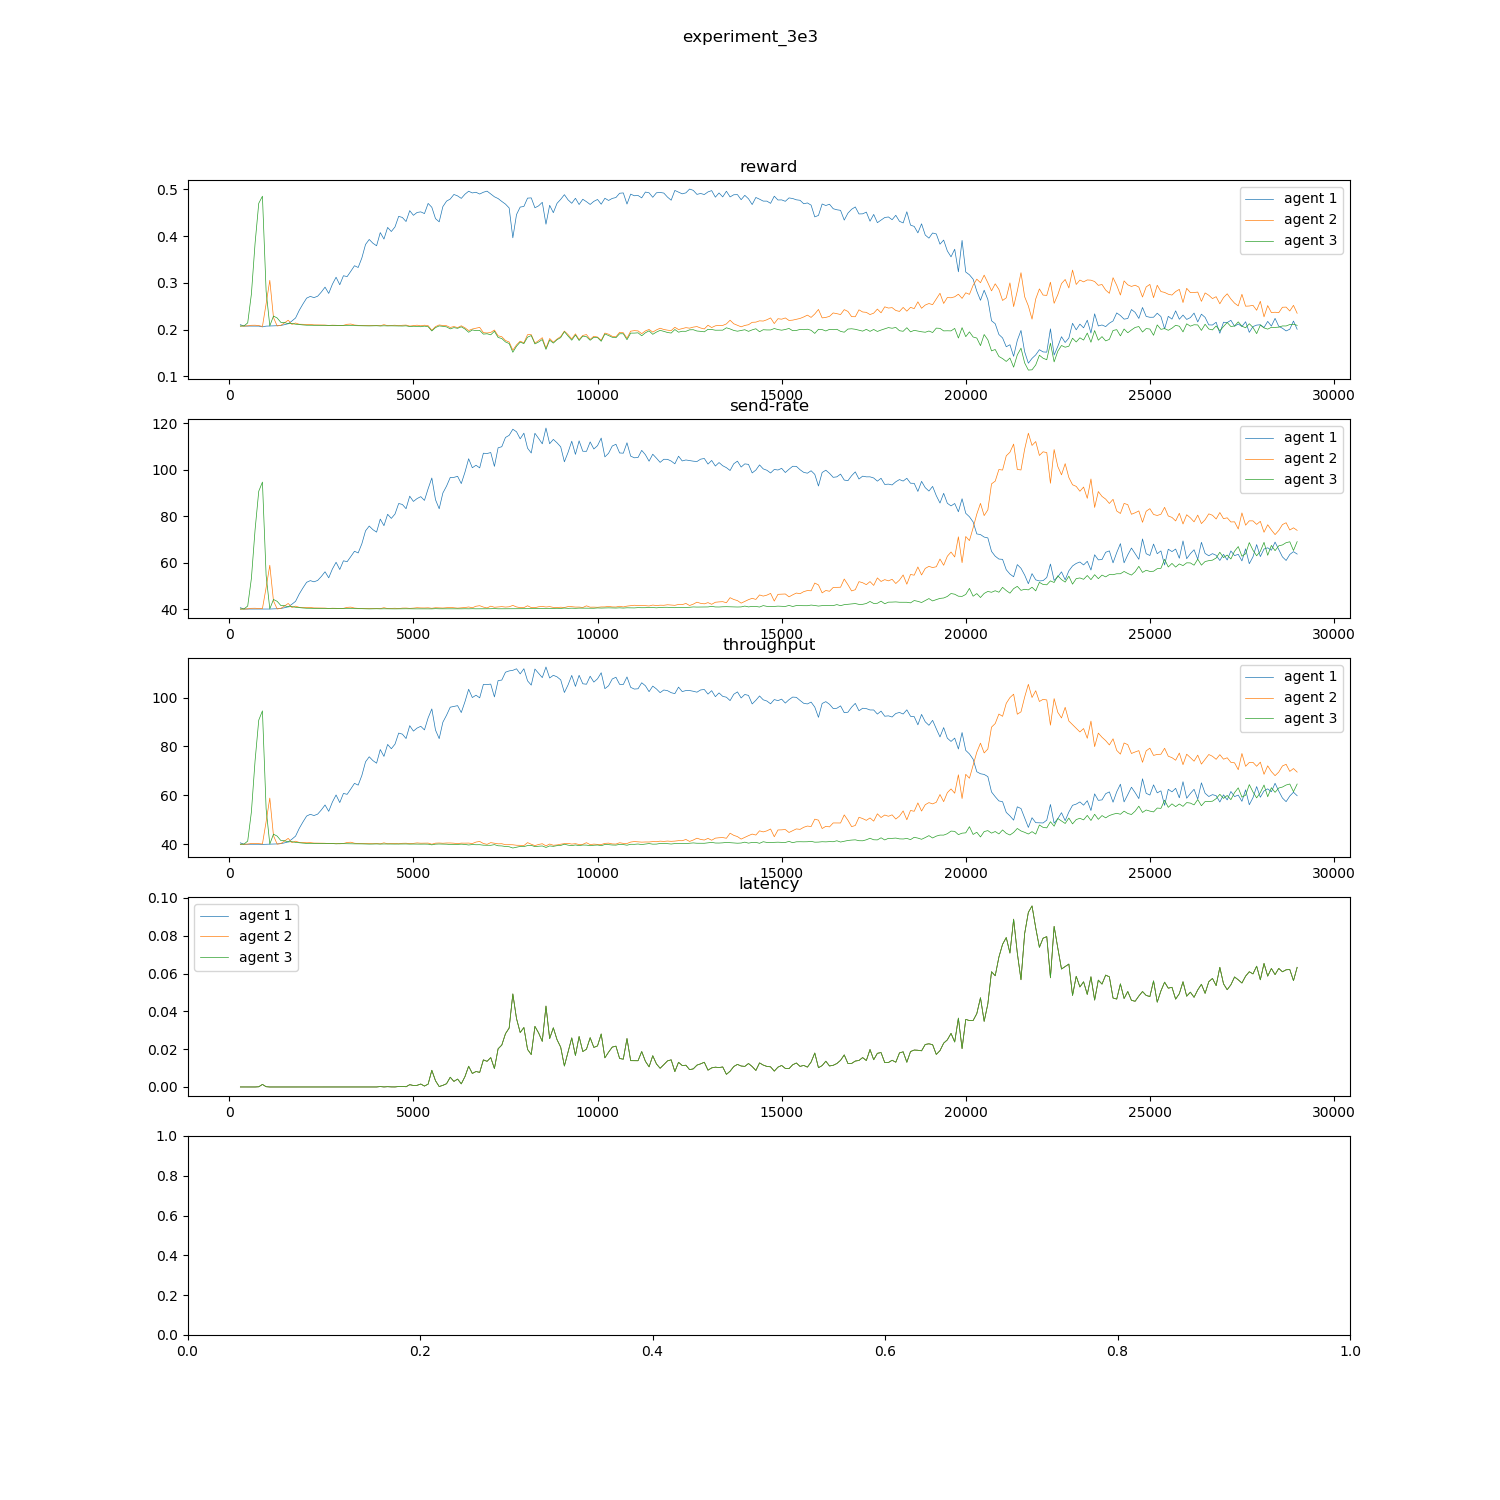 experiment_3e3
reward
0.5
0.4
0.3
0.2
0.1
agent 1
agent 2
agent 3
0 5000 10000 15000 20000 25000 30000
send-rate
120
100
80
60
40
agent 1
agent 2
agent 3
0 5000 10000 15000 20000 25000 30000
throughput
100
80
60
40
agent 1
agent 2
agent 3
0 5000 10000 15000 20000 25000 30000
latency
0.10
0.08
0.06
0.04
0.02
0.00
agent 1
agent 2
agent 3
0 5000 10000 15000 20000 25000 30000
1.0
0.8
0.6
0.4
0.2
0.0
0.0 0.2 0.4 0.6 0.8 1.0